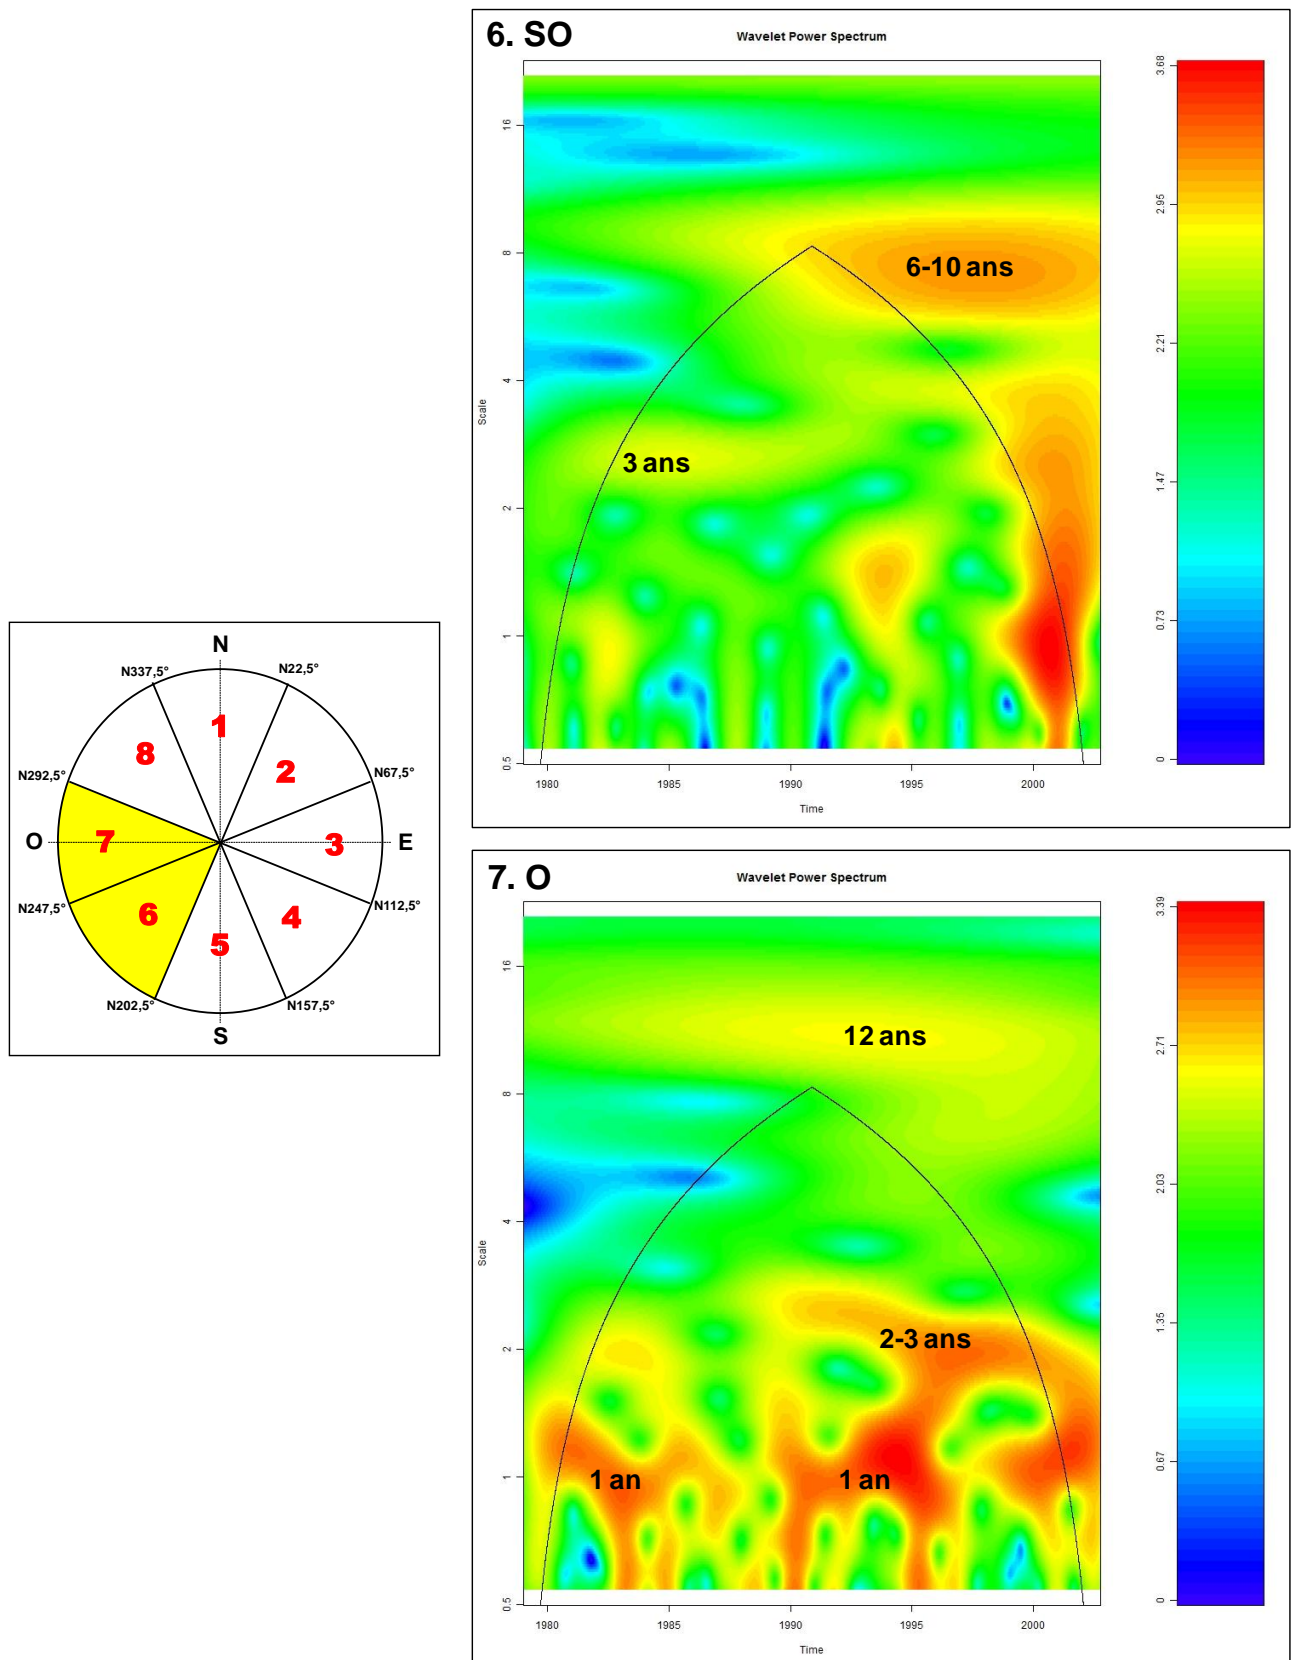 6. SO
Wavelet Power Spectrum
16
8
4
2
1
0.5
Scale
6-10 ans
3 ans
1980 1985 1990 1995 2000
Time
3.68
2.95
2.21
1.47
0.73
0
N
N337,5° N22,5°
1
8 2
N292,5° N67,5°
O 7 3 E
N247,5° N112,5°
6 4
5
N202,5° N157,5°
S
7. O
Wavelet Power Spectrum
16
8
4
2
1
0.5
Scale
12 ans
2-3 ans
1 an 1 an
1980 1985 1990 1995 2000
Time
3.39
2.71
2.03
1.35
0.67
0